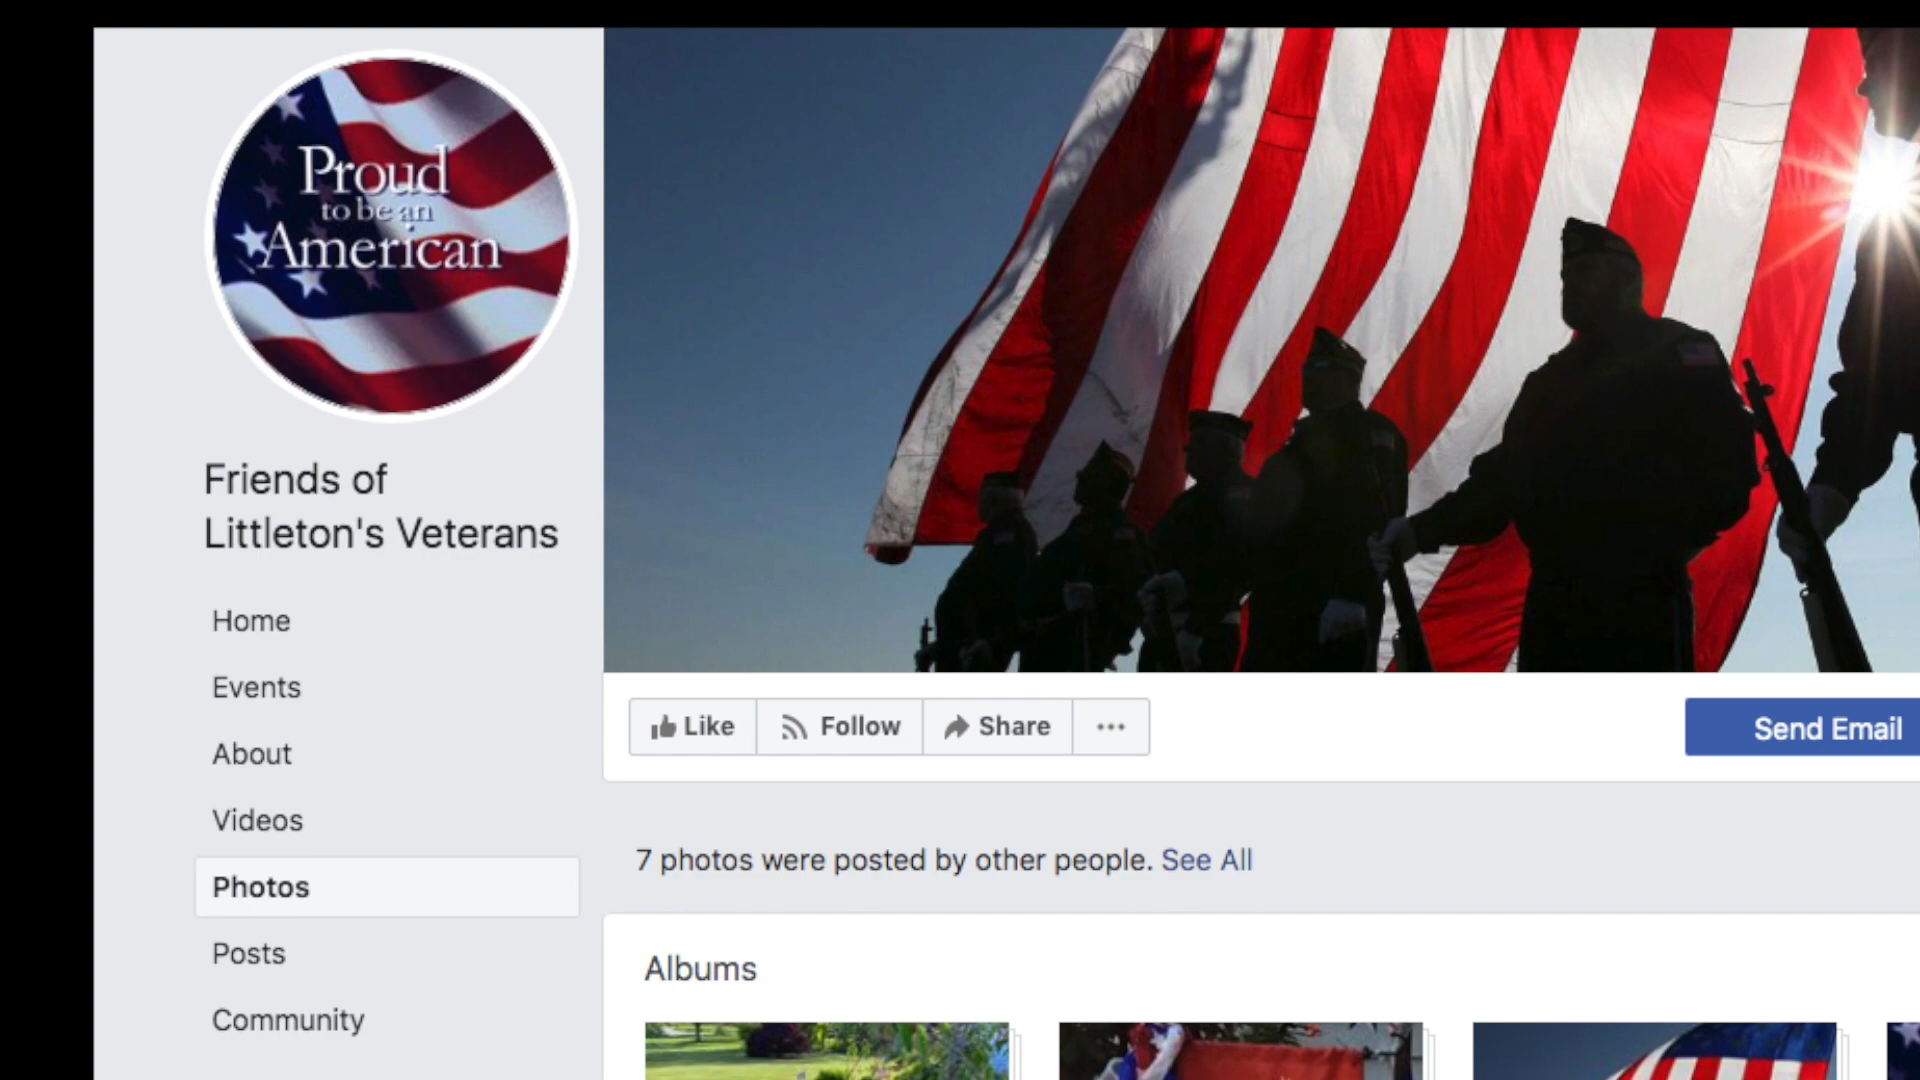 Proud
to be an
American
Friends of
Littleton's Veterans
Home
Events
About
Videos
Photos
Posts
Community
Like
Follow
Share
Send Email
7 photos were posted by other people. See All
Albums